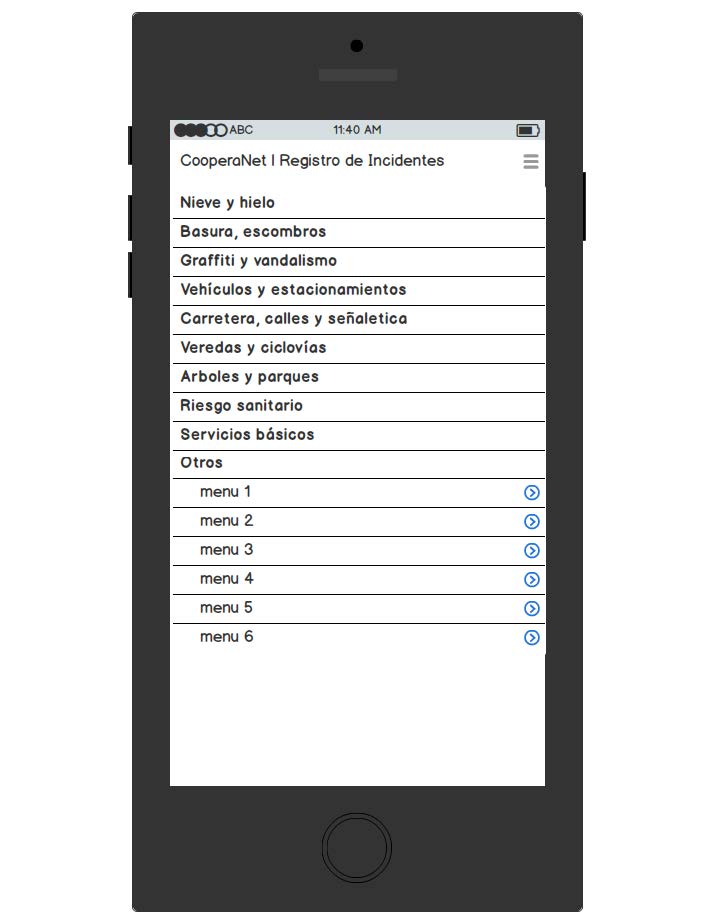 ABC 11:40 AM
CooperaNet | Registro de Incidentes
Nieve y hielo
Basura, escombros
Graffiti y vandalismo
Vehículos y estacionamientos
Carretera, calles y señaletica
Veredas y ciclovías
Arboles y parques
Riesgo sanitario
Servicios básicos
Otros
menu 1
menu 2
menu 3
menu 4
menu 5
menu 6